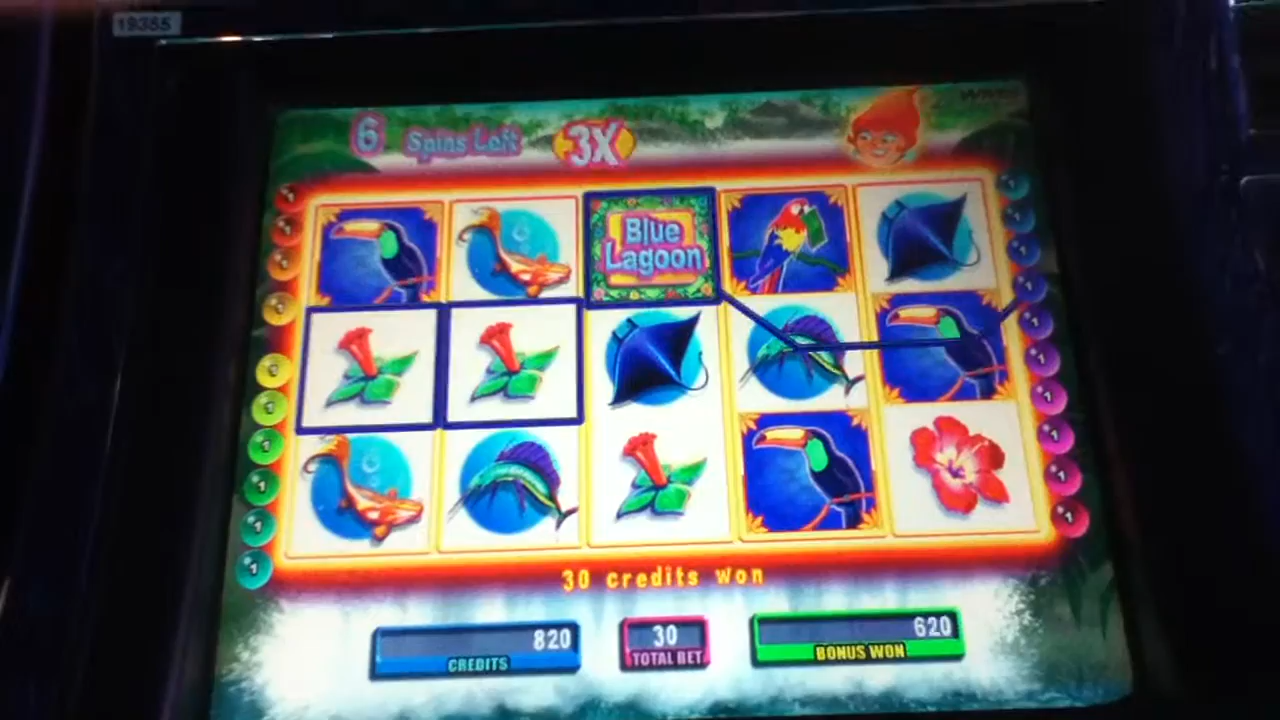 19355
6 Spins Left 3X
Blue
Lagoon
30 credits won
820
CREDITS
30
TOTAL BET
620
BONUS WON